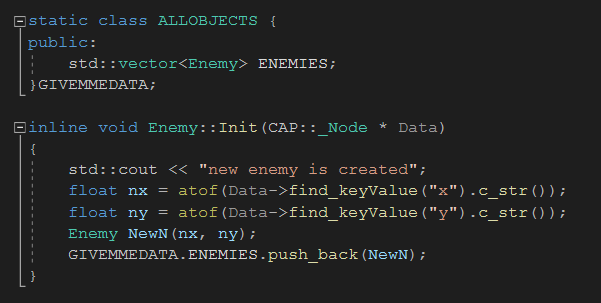 static class ALLOBJECTS {
public:
    std::vector<Enemy> ENEMIES;
}GIVEMMEDATA;
inline void Enemy::Init(CAP::_Node * Data)
{
    std::cout << "new enemy is created";
    float nx = atof(Data->find_keyValue("x").c_str());
    float ny = atof(Data->find_keyValue("y").c_str());
    Enemy NewN(nx, ny);
    GIVEMMEDATA.ENEMIES.push_back(NewN);
}